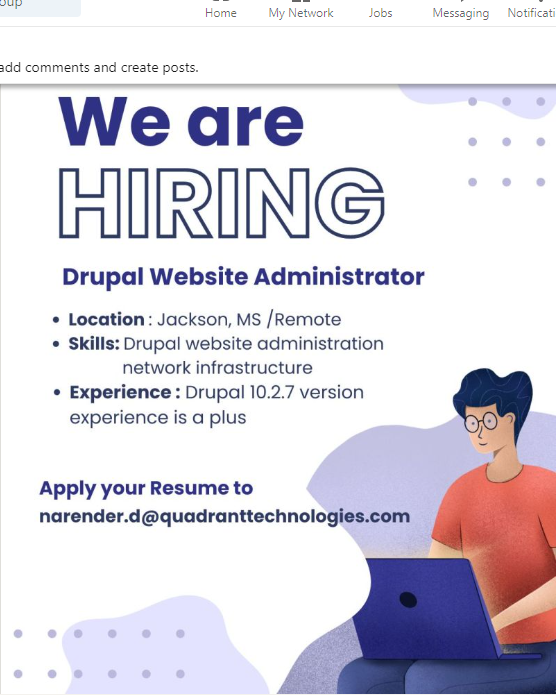 oup
Home My Network Jobs Messaging Notificati
add comments and create posts.
We are
HIRING
Drupal Website Administrator
• Location : Jackson, MS /Remote
• Skills: Drupal website administration
network infrastructure
• Experience : Drupal 10.2.7 version
experience is a plus
Apply your Resume to
narender.d@quadranttechnologies.com